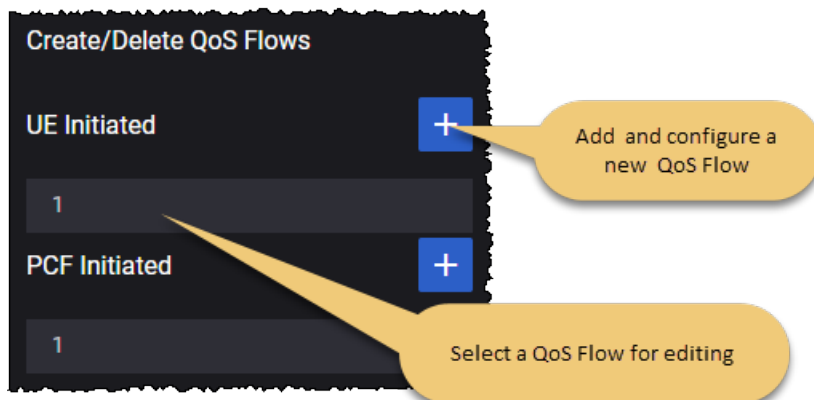 Create/Delete QoS Flows
UE Initiated
+
Add and configure a
new QoS Flow
1
PCF Initiated
+
1
Select a QoS Flow for editing